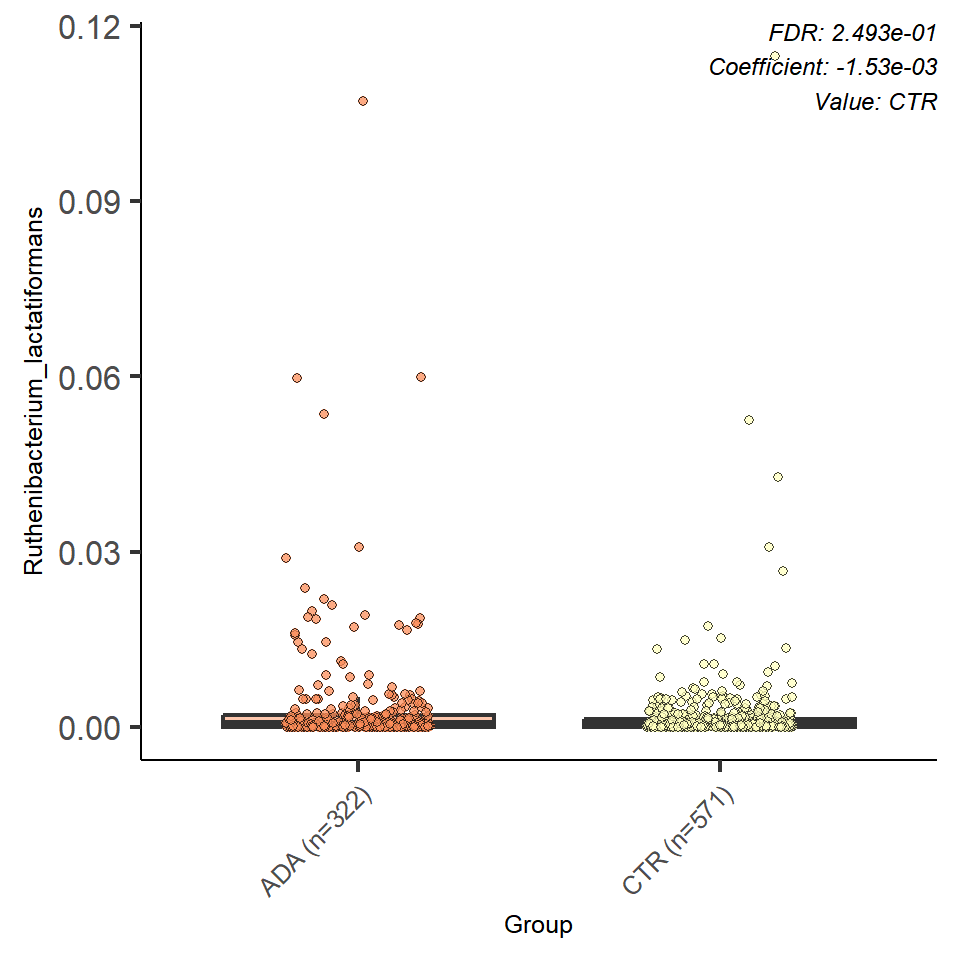 FDR: 2.493e-01
Coefficient: -1.53e-03
Value: CTR
0.12
0.09
0.06
0.03
0.00
Ruthenibacterium_lactatiformans
ADA (n=322)
CTR (n=571)
Group